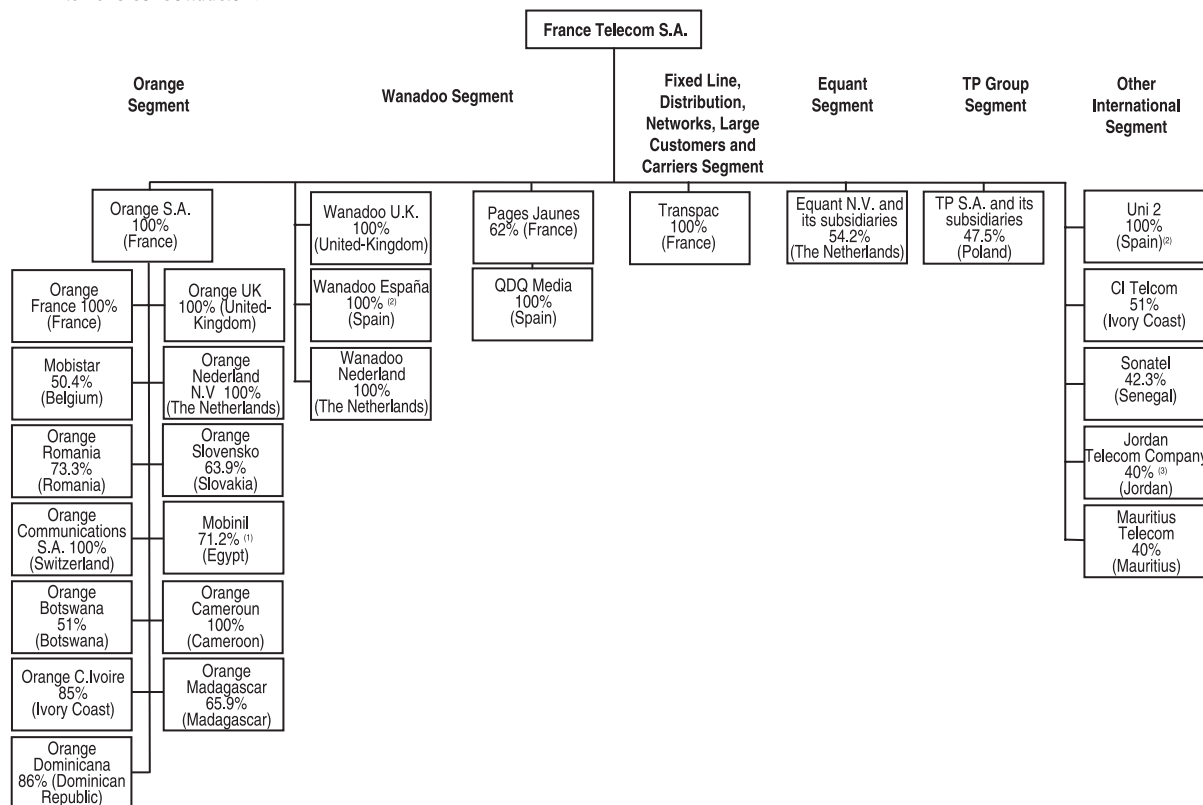 France Telecom S.A.
Orange
Segment
Wanadoo Segment
Fixed Line,
Distribution,
Networks, Large
Customers and
Carriers Segment
Equant
Segment
TP Group
Segment
Other
International
Segment
Orange S.A.
100%
(France)
Orange
France 100%
(France)
Orange UK
100% (United-
Kingdom)
Mobistar
50.4%
(Belgium)
Orange
Nederland
N.V 100%
(The Netherlands)
Orange
Romania
73.3%
(Romania)
Orange
Slovensko
63.9%
(Slovakia)
Orange
Communications
S.A. 100%
(Switzerland)
Mobinil
71.2% (1)
(Egypt)
Orange
Botswana
51%
(Botswana)
Orange
Cameroun
100%
(Cameroon)
Orange C.Ivoire
85%
(Ivory Coast)
Orange
Madagascar
65.9%
(Madagascar)
Orange
Dominicana
86% (Dominican
Republic)
Wanadoo U.K.
100%
(United-Kingdom)
Wanadoo España
100% (2)
(Spain)
Wanadoo
Nederland
100%
(The Netherlands)
Pages Jaunes
62% (France)
QDQ Media
100%
(Spain)
Transpac
100%
(France)
Equant N.V. and
its subsidiaries
54.2%
(The Netherlands)
TP S.A. and its
subsidiaries
47.5%
(Poland)
Uni 2
100%
(Spain)(2)
CI Telcom
51%
(Ivory Coast)
Sonatel
42.3%
(Senegal)
Jordan
Telecom Company
40% (3)
(Jordan)
Mauritius
Telecom
40%
(Mauritius)